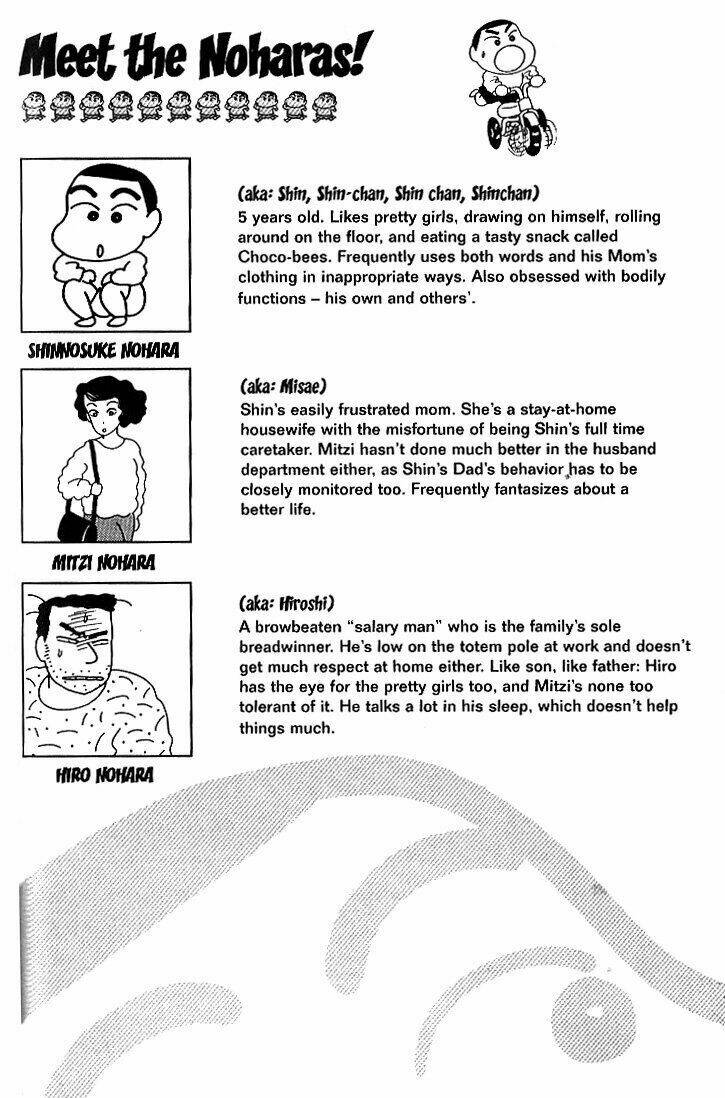 Meet the Noharas!
(aka: Shin, Shin-chan, Shin chan, Shinchan)
5 years old. Likes pretty girls, drawing on himself, rolling
around on the floor, and eating a tasty snack called
Choco-bees. Frequently uses both words and his Mom's
clothing in inappropriate ways. Also obsessed with bodily
functions – his own and others'.
SHINNOSUKE NOHARA
(aka: Misae)
Shin's easily frustrated mom. She's a stay-at-home
housewife with the misfortune of being Shin's full time
caretaker. Mitzi hasn't done much better in the husband
department either, as Shin's Dad's behavior has to be
closely monitored too. Frequently fantasizes about a
better life.
MITZI NOHARA
(aka: Hiroshi)
A browbeaten "salary man" who is the family's sole
breadwinner. He's low on the totem pole at work and doesn't
get much respect at home either. Like son, like father: Hiro
has the eye for the pretty girls too, and Mitzi's none too
tolerant of it. He talks a lot in his sleep, which doesn't help
things much.
HIRO NOHARA